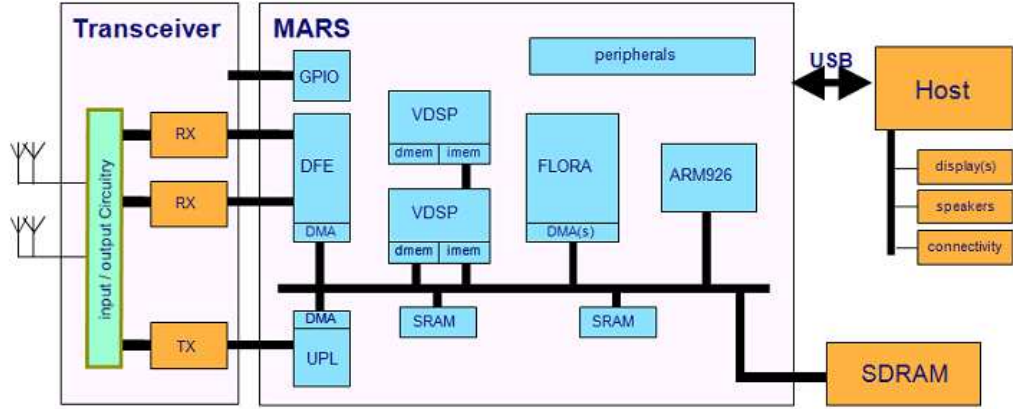 Transceiver
MARS
GPIO
peripherals
USB
Host
input / output Circuitry
RX
RX
TX
DFE
DMA
VDSP
dmem imem
VDSP
dmem imem
FLORA
DMA(s)
ARM926
display(s)
speakers
connectivity
DMA
UPL
SRAM
SRAM
SDRAM